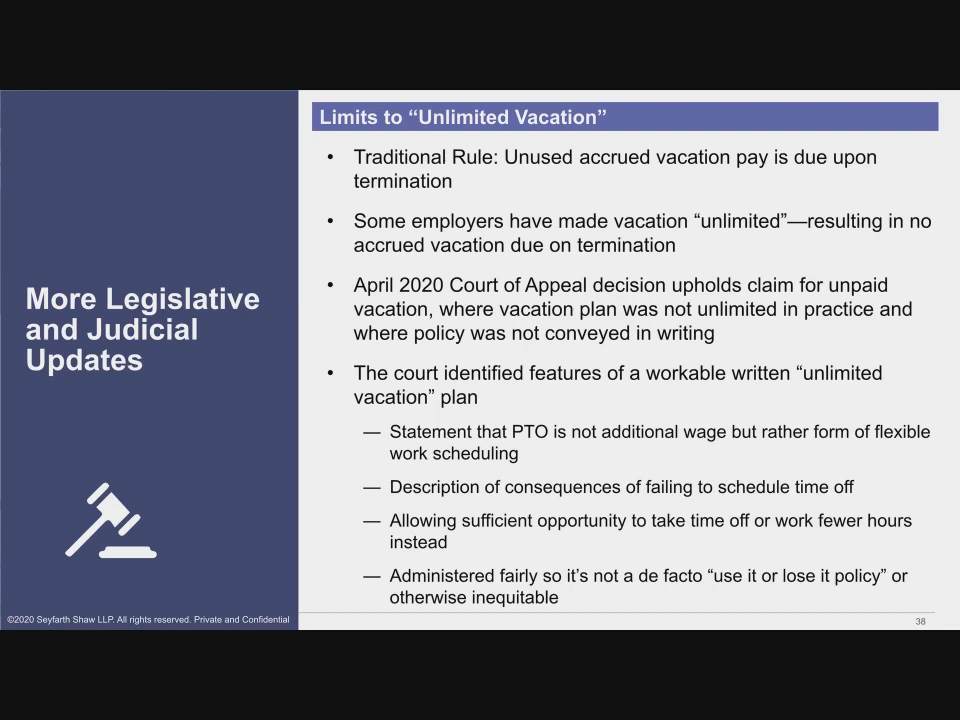 More Legislative
and Judicial
Updates
©2020 Seyfarth Shaw LLP. All rights reserved. Private and Confidential
Limits to “Unlimited Vacation”
• Traditional Rule: Unused accrued vacation pay is due upon
termination
• Some employers have made vacation “unlimited”—resulting in no
accrued vacation due on termination
• April 2020 Court of Appeal decision upholds claim for unpaid
vacation, where vacation plan was not unlimited in practice and
where policy was not conveyed in writing
• The court identified features of a workable written “unlimited
vacation” plan
— Statement that PTO is not additional wage but rather form of flexible
work scheduling
— Description of consequences of failing to schedule time off
— Allowing sufficient opportunity to take time off or work fewer hours
instead
— Administered fairly so it’s not a de facto “use it or lose it policy” or
otherwise inequitable
38